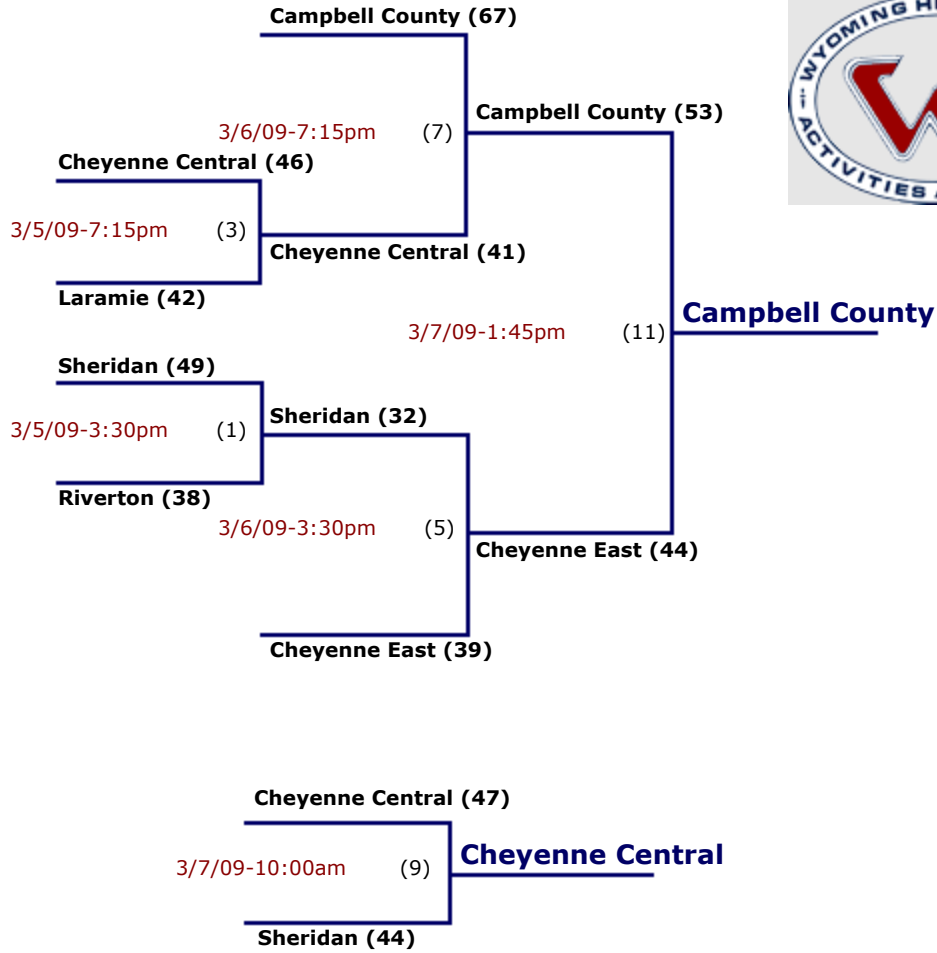 Campbell County (67)
Campbell County (53)
3/6/09-7:15pm (7)
Cheyenne Central (46)
3/5/09-7:15pm (3)
Cheyenne Central (41)
Laramie (42)
Campbell County
3/7/09-1:45pm (11)
Sheridan (49)
Sheridan (32)
3/5/09-3:30pm (1)
Riverton (38)
3/6/09-3:30pm (5)
Cheyenne East (44)
Cheyenne East (39)
Cheyenne Central (47)
Cheyenne Central
3/7/09-10:00am (9)
Sheridan (44)
WYOMING
ACTIVITIES